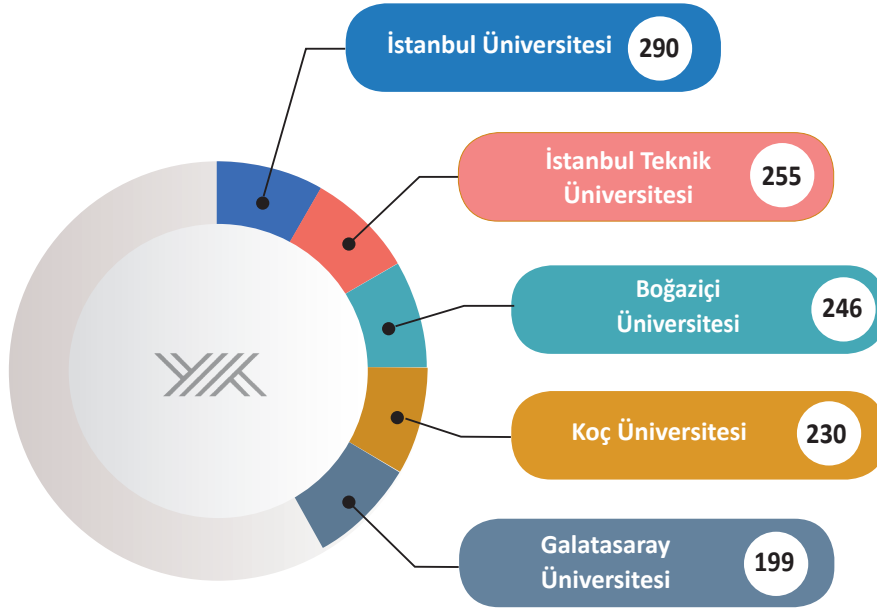 İstanbul Üniversitesi 290
İstanbul Teknik
Üniversitesi
255
Boğaziçi
Üniversitesi
246
Koç Üniversitesi 230
Galatasaray
Üniversitesi
199